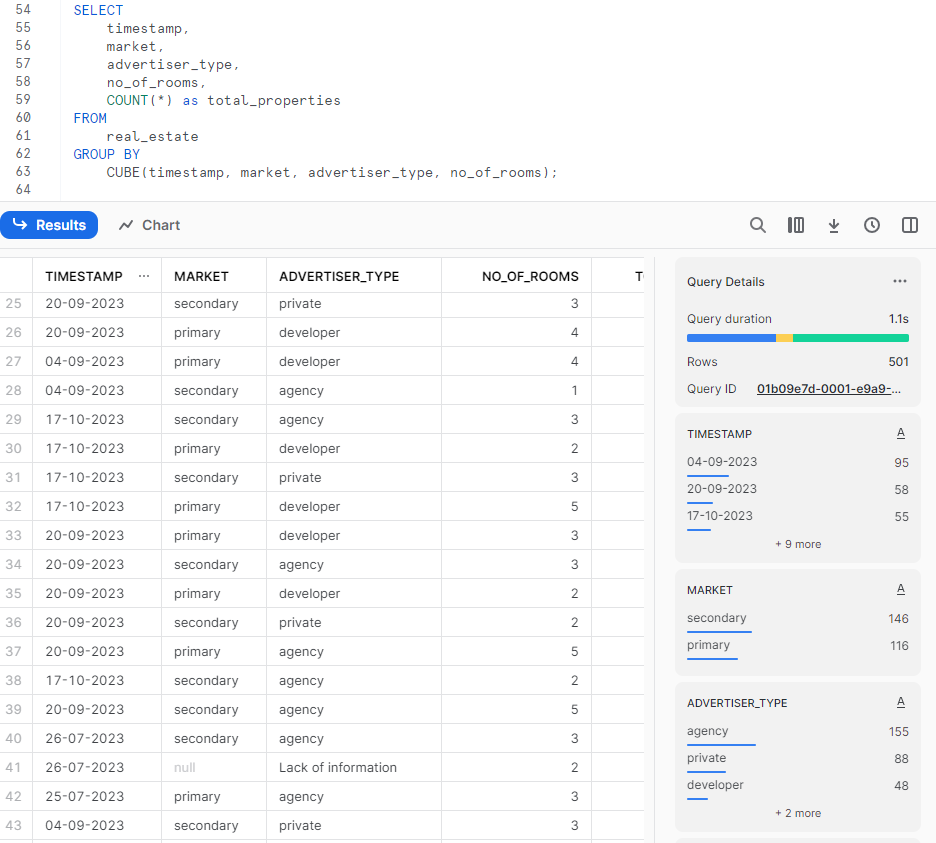 54 SELECT
55 timestamp,
56 market,
57 advertiser_type,
58 no_of_rooms,
59 COUNT(*) as total_properties
60 FROM
61 real_estate
62 GROUP BY
63 CUBE(timestamp, market, advertiser_type, no_of_rooms);
64
Results Chart
TIMESTAMP ... MARKET ADVERTISER_TYPE NO_OF_ROOMS
25 20-09-2023 secondary private 3
26 20-09-2023 primary developer 4
27 04-09-2023 primary developer 4
28 04-09-2023 secondary agency 1
29 17-10-2023 secondary agency 3
30 17-10-2023 primary developer 2
31 17-10-2023 secondary private 3
32 17-10-2023 primary developer 5
33 20-09-2023 primary developer 3
34 20-09-2023 secondary agency 3
35 20-09-2023 primary developer 2
36 20-09-2023 secondary private 2
37 20-09-2023 primary agency 5
38 17-10-2023 secondary agency 2
39 20-09-2023 secondary agency 5
40 26-07-2023 secondary agency 3
41 26-07-2023 null Lack of information 2
42 25-07-2023 primary agency 3
43 04-09-2023 secondary private 3
Query Details ...
Query duration 1.1s
Rows 501
Query ID 01b09e7d-0001-e9a9-...
TIMESTAMP A
04-09-2023 95
20-09-2023 58
17-10-2023 55
+ 9 more
MARKET A
secondary 146
primary 116
ADVERTISER_TYPE A
agency 155
private 88
developer 48
+ 2 more